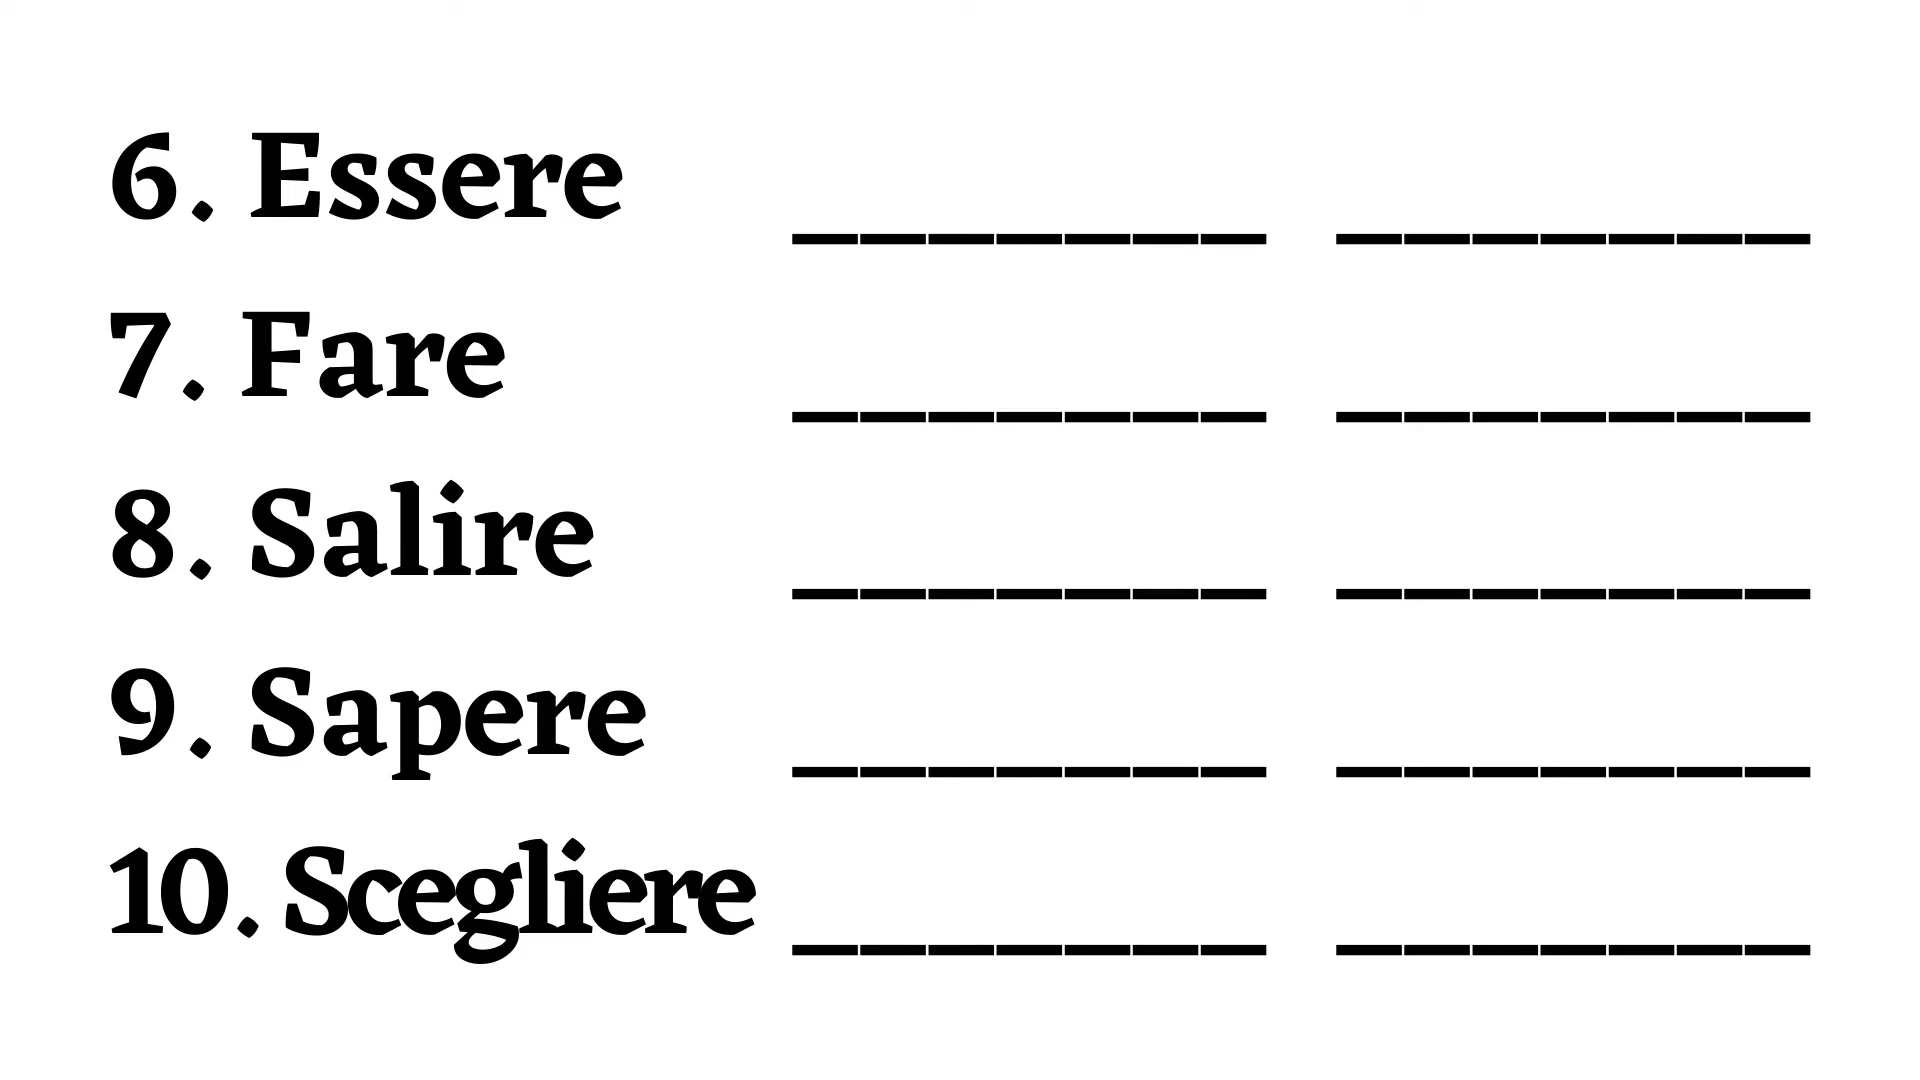 6. Essere _______ _______
7. Fare _______ _______
8. Salire _______ _______
9. Sapere _______ _______
10. Scegliere _______ _______